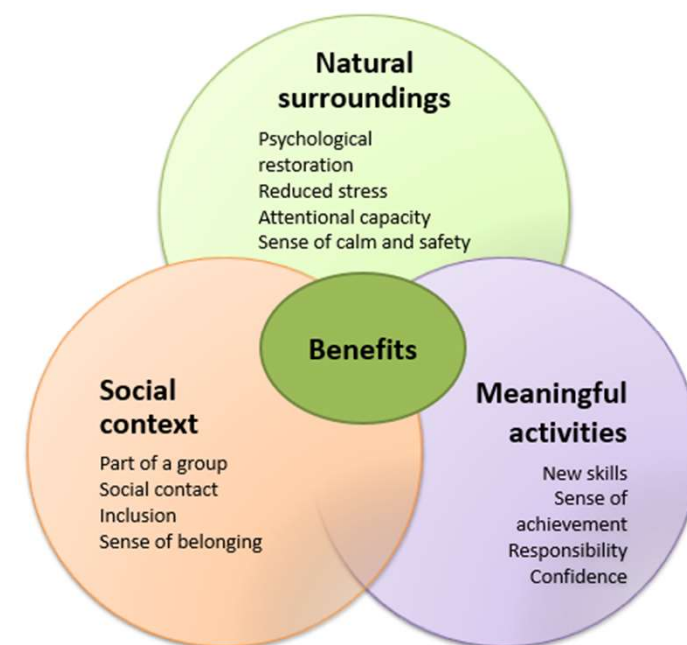 Natural
surroundings
Psychological
restoration
Reduced stress
Attentional capacity
Sense of calm and safety
Benefits
Social
context
Part of a group
Social contact
Inclusion
Sense of belonging
Meaningful
activities
New skills
Sense of
achievement
Responsibility
Confidence